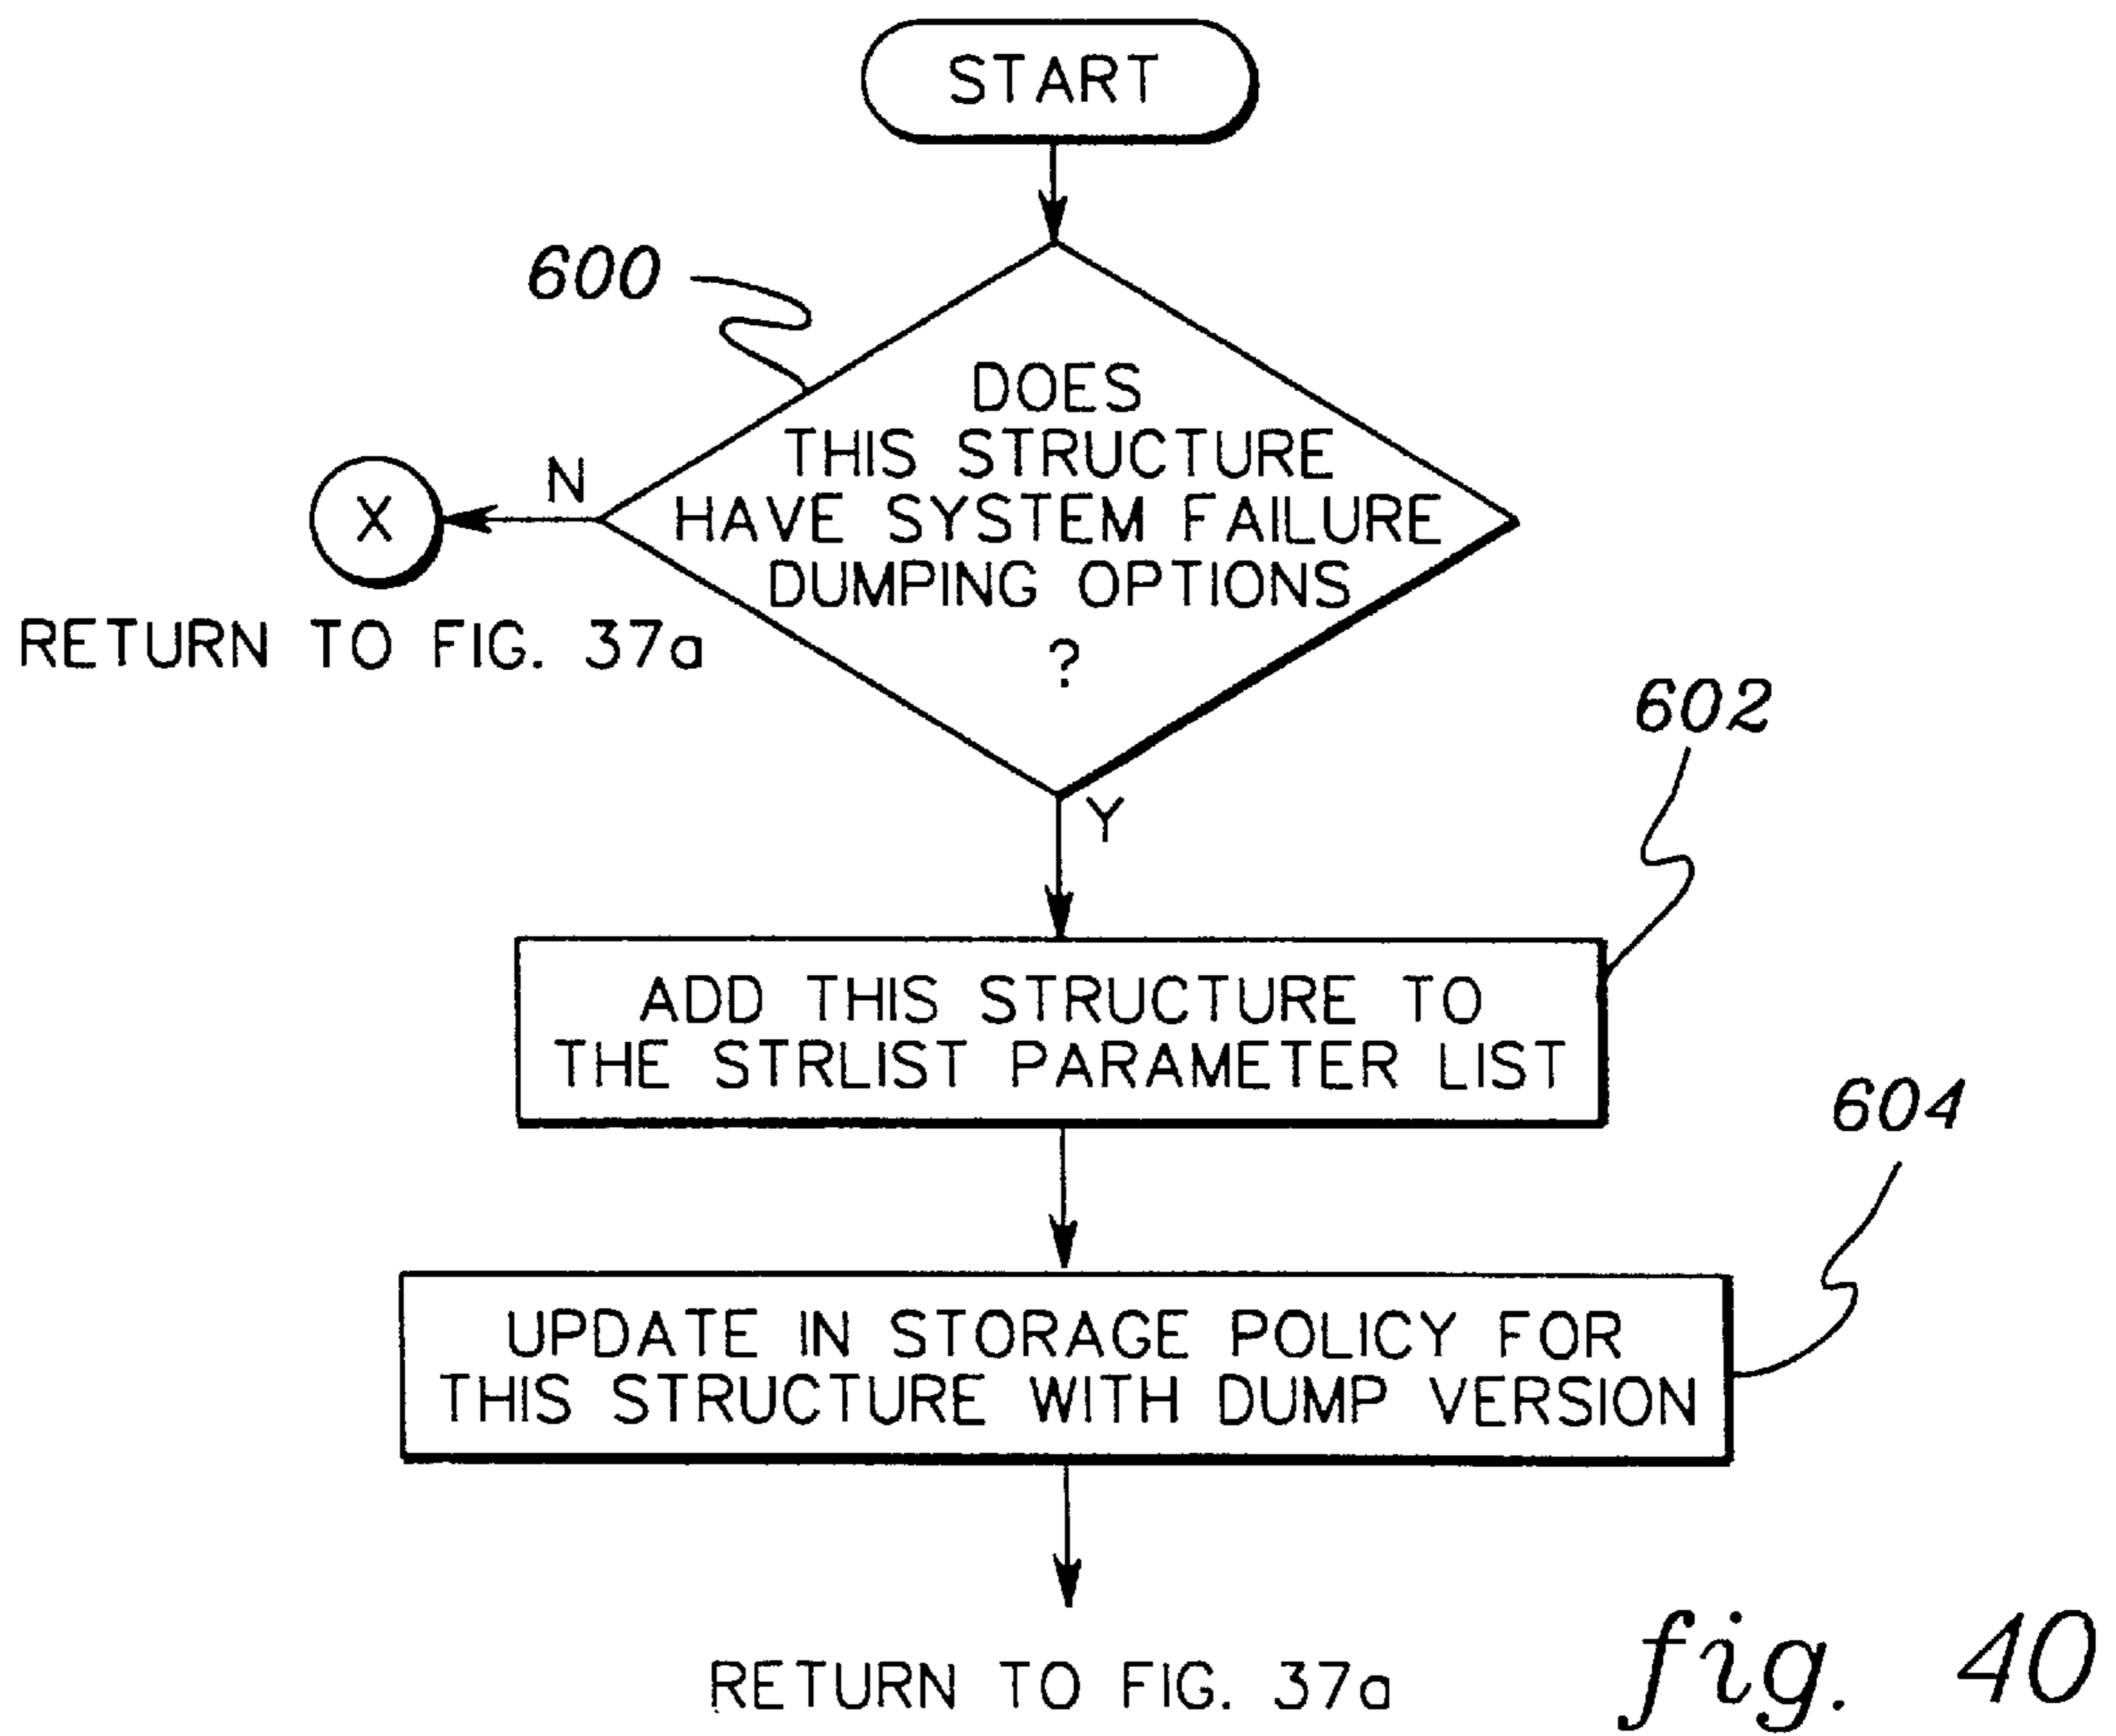 START
600
DOES
THIS STRUCTURE
HAVE SYSTEM FAILURE
DUMPING OPTIONS
?
N
X
RETURN TO FIG. 37a
Y
602
ADD THIS STRUCTURE TO
THE STRLIST PARAMETER LIST
604
UPDATE IN STORAGE POLICY FOR
THIS STRUCTURE WITH DUMP VERSION
RETURN TO FIG. 37a
fig. 40